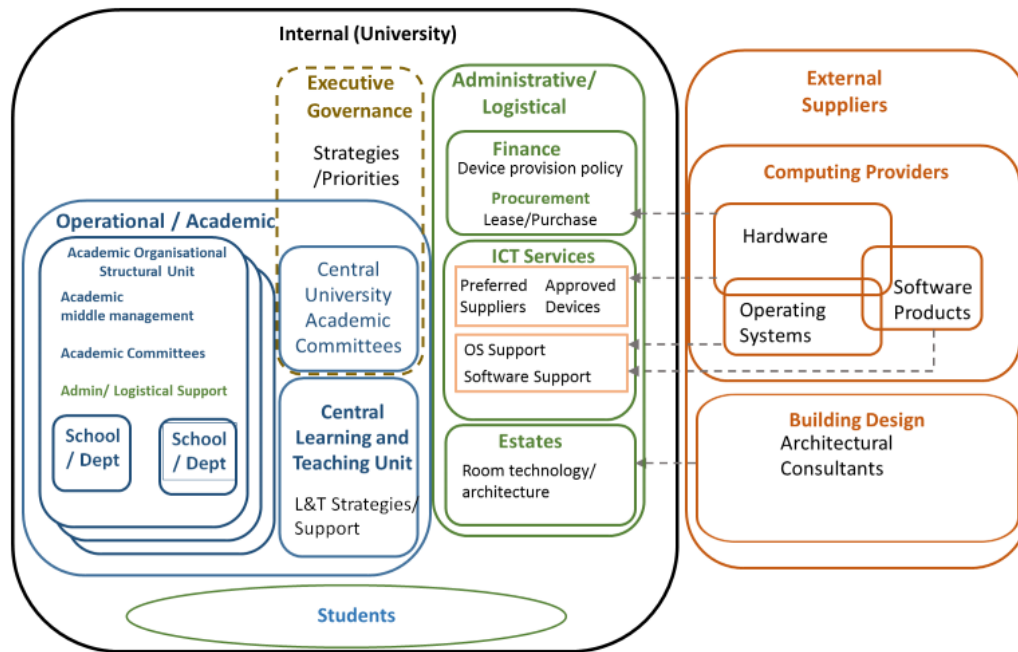 Internal (University)
Executive
Governance
Strategies
/Priorities
Operational / Academic
Academic Organisational
Structural Unit
Academic
middle management
Academic Committees
Admin/ Logistical Support
School
/ Dept
School
/ Dept
Central
University
Academic
Committees
Central
Learning and
Teaching Unit
L&T Strategies/
Support
Administrative/
Logistical
Finance
Device provision policy
Procurement
Lease/Purchase
ICT Services
Preferred
Suppliers
Approved
Devices
OS Support
Software Support
Estates
Room technology/
architecture
Students
External
Suppliers
Computing Providers
Hardware
Operating
Systems
Software
Products
Building Design
Architectural
Consultants